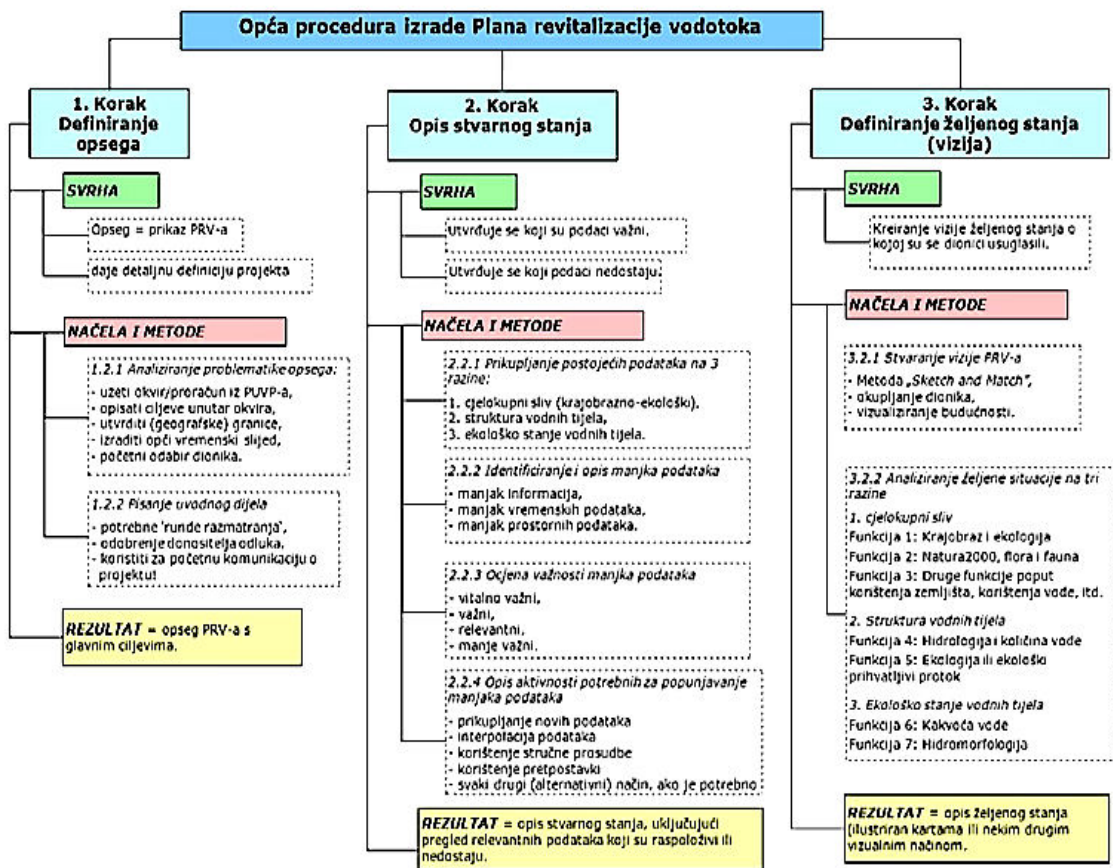 Opća procedura izrade Plana revitalizacije vodotoka
1. Korak
Definiranje
opsega
SVRHA
Opseg = prikaz PRV-a
daje detaljnu definiciju projekta
NAČELA I METODE
1.2.1 Analiziranje problematike opsega:
- uzeti okvir/proračun iz PUVP-a,
- opisati ciljeve unutar okvira,
- utvrditi (geografske) granice,
- izraditi opći vremenski slijed,
- početni odabir dionika.
1.2.2 Pisanje uvodnog dijela
- potrebne 'runde razmatranja',
- odobrenje donositelja odluka,
- koristiti za početnu komunikaciju o
projektu!
REZULTAT = opseg PRV-a s
glavnim ciljevima.
2. Korak
Opis stvarnog stanja
SVRHA
Utvrđuje se koji su podaci važni.
Utvrđuje se koji podaci nedostaju.
NAČELA I METODE
2.2.1 Prikupljanje postojećih podataka na 3
razine:
1. cjelokupni sliv (krajobrazno-ekološki),
2. struktura vodnih tijela,
3. ekološko stanje vodnih tijela.
2.2.2 Identificiranje i opis manjka podataka
- manjak informacija,
- manjak vremenskih podataka,
- manjak prostornih podataka.
2.2.3 Ocjena važnosti manjka podataka
- vitalno važni,
- važni,
- relevantni,
- manje važni.
2.2.4 Opis aktivnosti potrebnih za popunjavanje
manjaka podataka
- prikupljanje novih podataka
- interpolacija podataka
- korištenje stručne prosudbe
- korištenje pretpostavki
- svaki drugi (alternativni) način, ako je potrebno
REZULTAT = opis stvarnog stanja, uključujući
pregled relevantnih podataka koji su raspoloživi ili
nedostaju.
3. Korak
Definiranje željenog stanja
(vizija)
SVRHA
Kreiranje vizije željenog stanja o
kojoj su se dionici usuglasili.
NAČELA I METODE
3.2.1 Stvaranje vizije PRV-a
- Metoda „Sketch and Match",
- okupljanje dionika,
- vizualiziranje budućnosti.
3.2.2 Analiziranje željene situacije na tri
razine
1. cjelokupni sliv
Funkcija 1: Krajobraz i ekologija
Funkcija 2: Natura2000, flora i fauna
Funkcija 3: Druge funkcije poput
korištenja zemljišta, korištenja vode, itd.
2. Struktura vodnih tijela
Funkcija 4: Hidrologija i količina vode
Funkcija 5: Ekologija ili ekološki
prihvatljivi protok
3. Ekološko stanje vodnih tijela
Funkcija 6: Kakvoća vode
Funkcija 7: Hidromorfologija
REZULTAT = opis željenog stanja
(ilustriran kartama ili nekim drugim
vizualnim načinom.